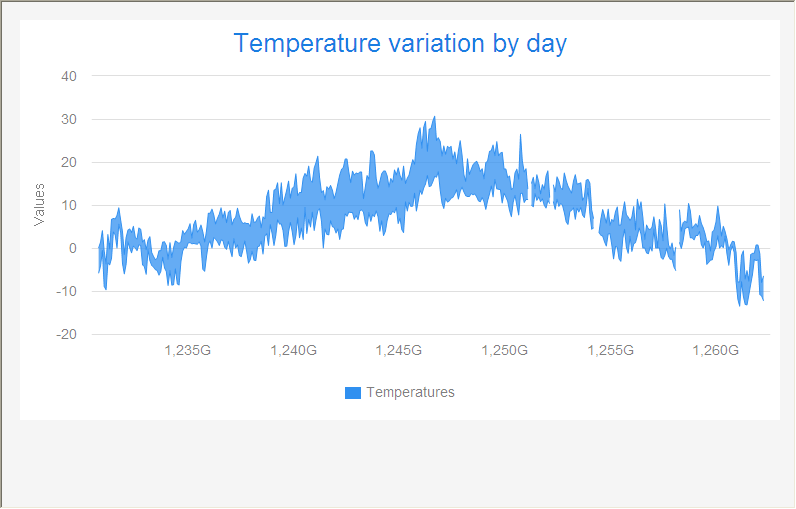 Temperature variation by day
40
30
20
10
0
-10
-20
Values
1,235G 1,240G 1,245G 1,250G 1,255G 1,260G
Temperatures